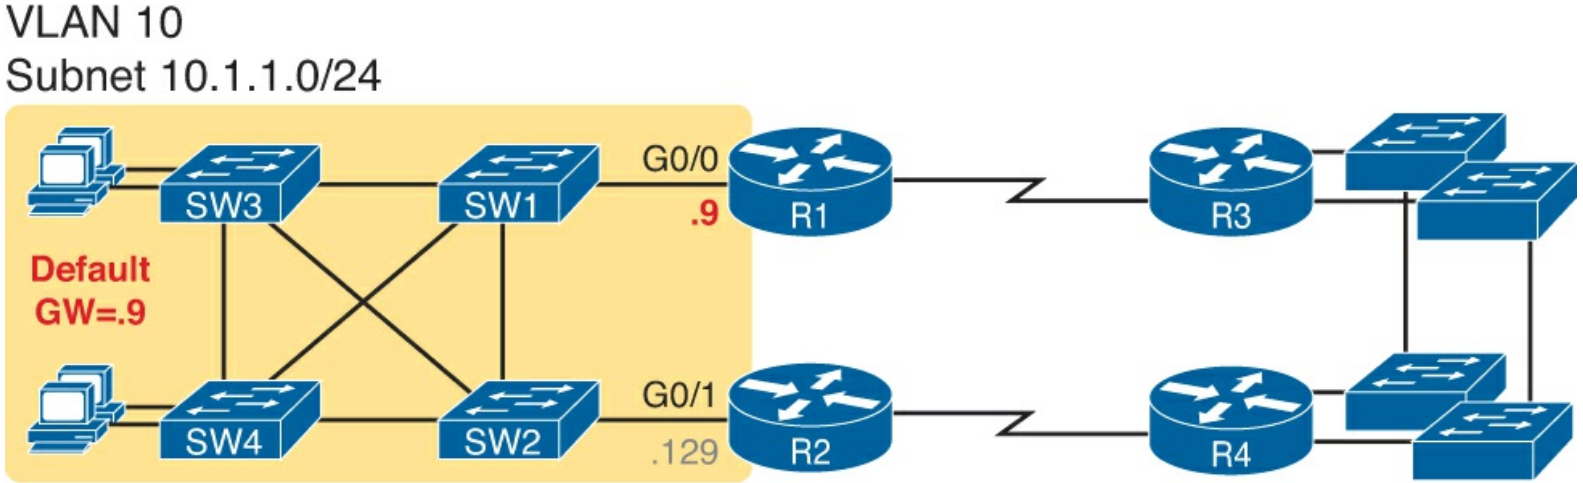 VLAN 10
Subnet 10.1.1.0/24
G0/0
SW3
SW1
.9
R1
R3
Default
GW=.9
G0/1
SW4
SW2
.129
R2
R4